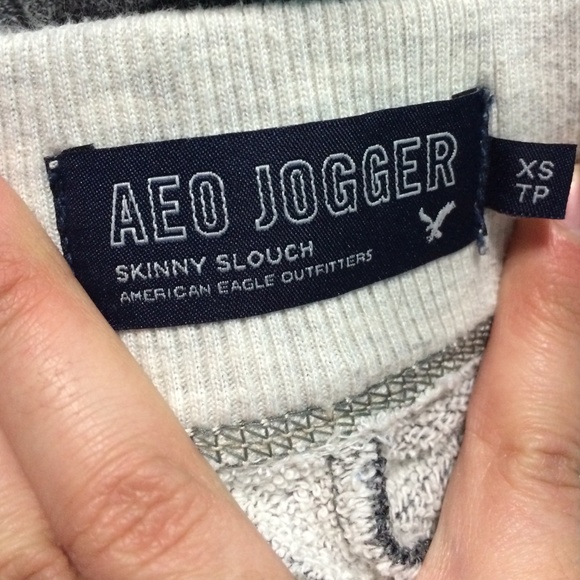 AEO JOGGER
SKINNY SLOUCH
AMERICAN EAGLE OUTFITTERS
XS
TP